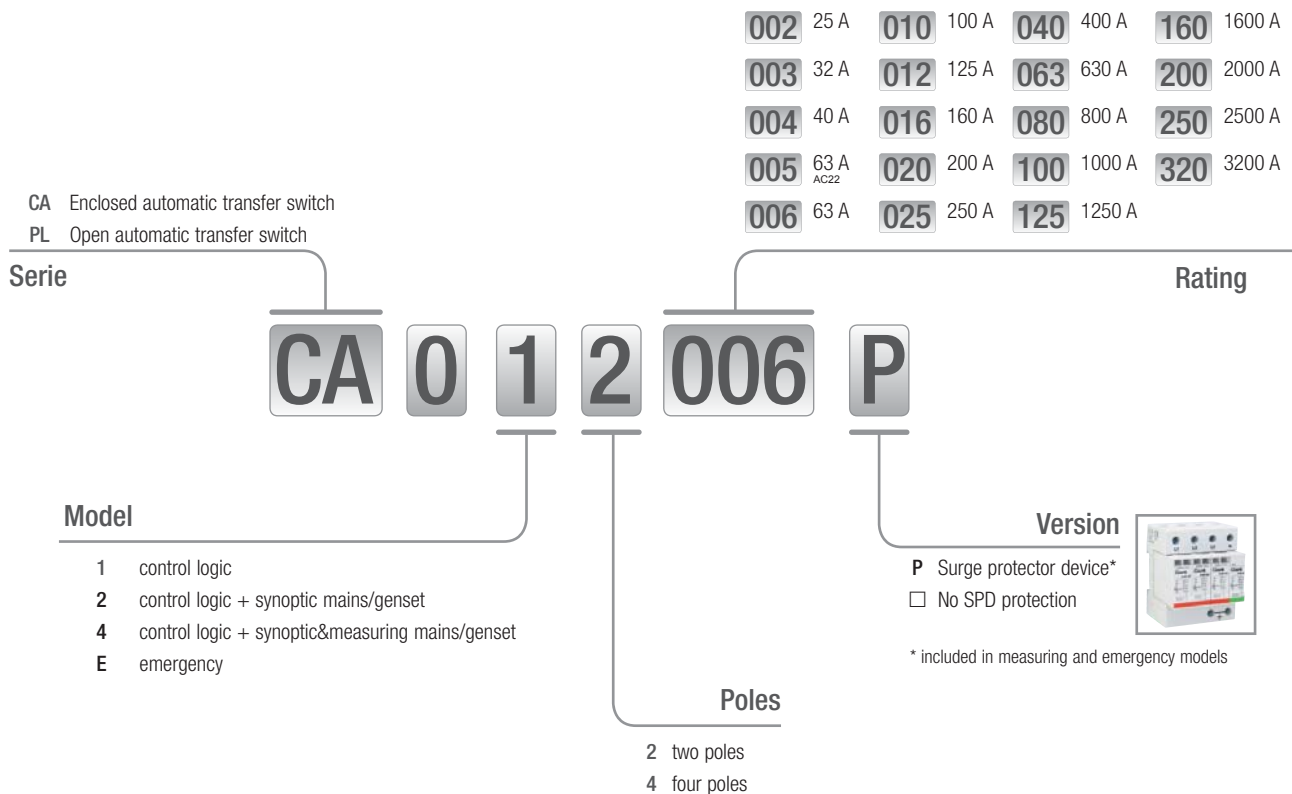 002 25 A 010 100 A 040 400 A 160 1600 A
003 32 A 012 125 A 063 630 A 200 2000 A
004 40 A 016 160 A 080 800 A 250 2500 A
005 63 A AC22 020 200 A 100 1000 A 320 3200 A
006 63 A 025 250 A 125 1250 A
CA Enclosed automatic transfer switch
PL Open automatic transfer switch
Serie
Rating
CA 0 1 2 006 P
Model
1 control logic
2 control logic + synoptic mains/genset
4 control logic + synoptic&measuring mains/genset
E emergency
Version
P Surge protector device*
☐ No SPD protection
* included in measuring and emergency models
Poles
2 two poles
4 four poles